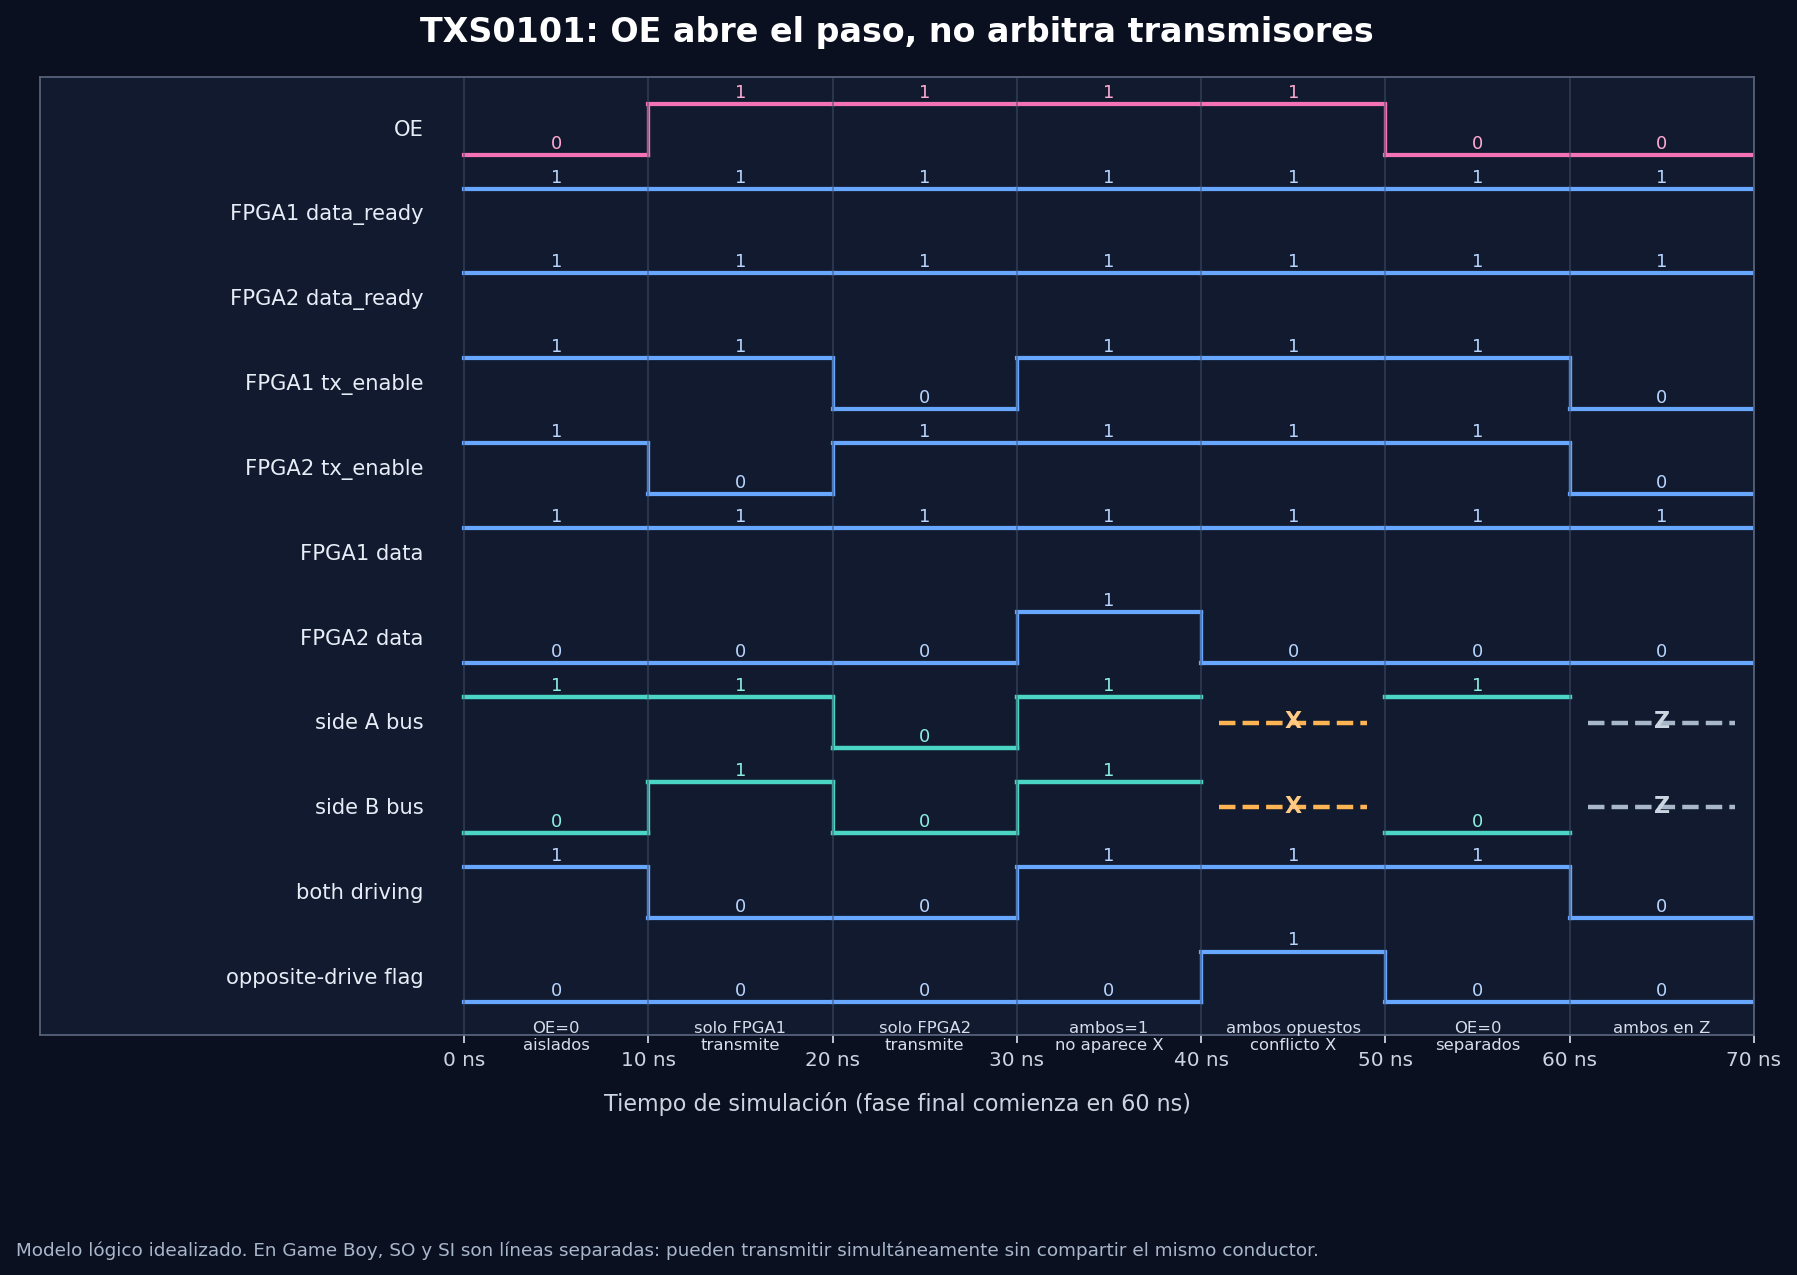 TXS0101: OE abre el paso, no arbitra transmisores
1 1 1 1
OE
0 0 0
1 1 1 1 1 1 1
FPGA1 data_ready
1 1 1 1 1 1 1
FPGA2 data_ready
1 1 1 1 1
FPGA1 tx_enable
0 0
1 1 1 1 1
FPGA2 tx_enable
0 0
1 1 1 1 1 1 1
FPGA1 data
1
FPGA2 data
0 0 0 0 0 0
1 1 1 1
side A bus X Z
0
1 1
side B bus X Z
0 0 0
1 1 1 1
both driving
0 0 0
1
opposite-drive flag
0 0 0 0 0 0
OE=0 solo FPGA1 solo FPGA2 ambos=1 ambos opuestos OE=0 ambos en Z
aislados transmite transmite no aparece X conflicto X separados
0 ns 10 ns 20 ns 30 ns 40 ns 50 ns 60 ns 70 ns
Tiempo de simulación (fase final comienza en 60 ns)
Modelo lógico idealizado. En Game Boy, SO y SI son líneas separadas: pueden transmitir simultáneamente sin compartir el mismo conductor.